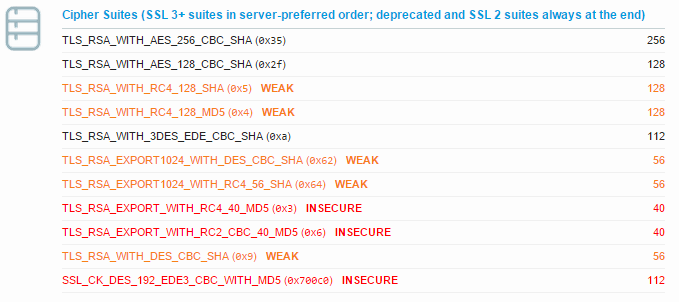 Cipher Suites (SSL 3+ suites in server-preferred order; deprecated and SSL 2 suites always at the end)
TLS_RSA_WITH_AES_256_CBC_SHA (0x35) 256
TLS_RSA_WITH_AES_128_CBC_SHA (0x2f) 128
TLS_RSA_WITH_RC4_128_SHA (0x5) WEAK 128
TLS_RSA_WITH_RC4_128_MD5 (0x4) WEAK 128
TLS_RSA_WITH_3DES_EDE_CBC_SHA (0xa) 112
TLS_RSA_EXPORT1024_WITH_DES_CBC_SHA (0x62) WEAK 56
TLS_RSA_EXPORT1024_WITH_RC4_56_SHA (0x64) WEAK 56
TLS_RSA_EXPORT_WITH_RC4_40_MD5 (0x3) INSECURE 40
TLS_RSA_EXPORT_WITH_RC2_CBC_40_MD5 (0x6) INSECURE 40
TLS_RSA_WITH_DES_CBC_SHA (0x9) WEAK 56
SSL_CK_DES_192_EDE3_CBC_WITH_MD5 (0x700c0) INSECURE 112